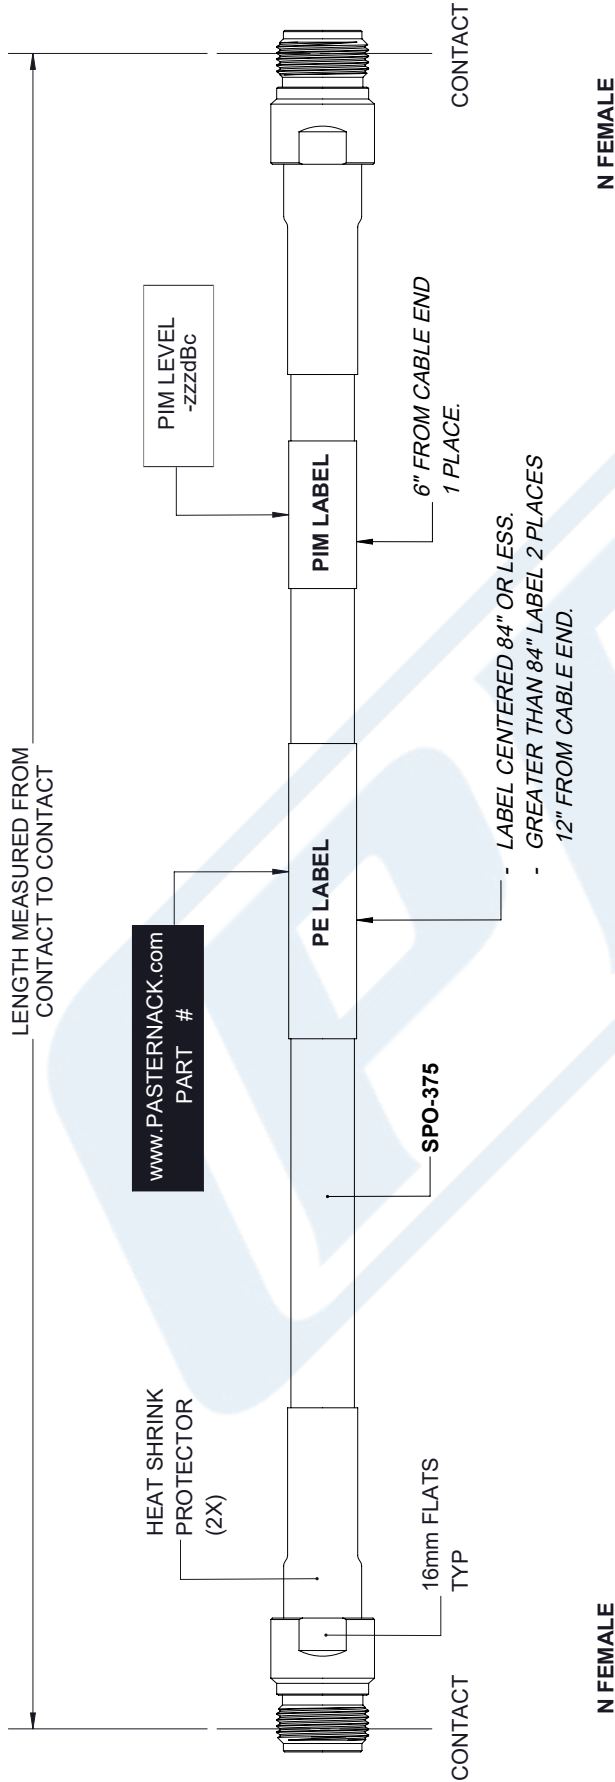 LENGTH MEASURED FROM
CONTACT TO CONTACT
www.PASTERNACK.com
PART #
PIM LEVEL
-zzzdBc
HEAT SHRINK
PROTECTOR
(2X)
PE LABEL
PIM LABEL
16mm FLATS
TYP
SPO-375
6" FROM CABLE END
1 PLACE.
- LABEL CENTERED 84" OR LESS.
- GREATER THAN 84" LABEL 2 PLACES
12" FROM CABLE END.
CONTACT
CONTACT
N FEMALE
N FEMALE